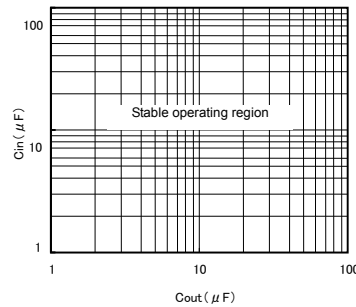 100
Stable operating region
Cin( μF)
10
1
1 10 100
Cout( μF)